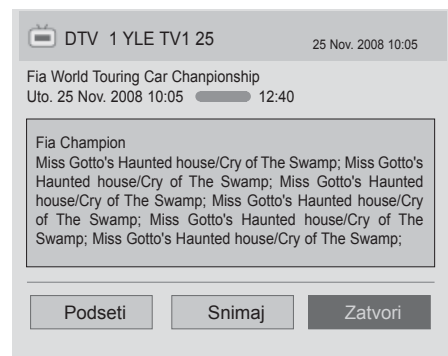 DTV 1 YLE TV1 25 25 Nov. 2008 10:05
Fia World Touring Car Chanpionship
Uto. 25 Nov. 2008 10:05 12:40
Fia Champion
Miss Gotto's Haunted house/Cry of The Swamp; Miss Gotto's
Haunted house/Cry of The Swamp; Miss Gotto's Haunted
house/Cry of The Swamp; Miss Gotto's Haunted house/Cry
of The Swamp; Miss Gotto's Haunted house/Cry of The
Swamp; Miss Gotto's Haunted house/Cry of The Swamp;
Podseti Snimaj Zatvori